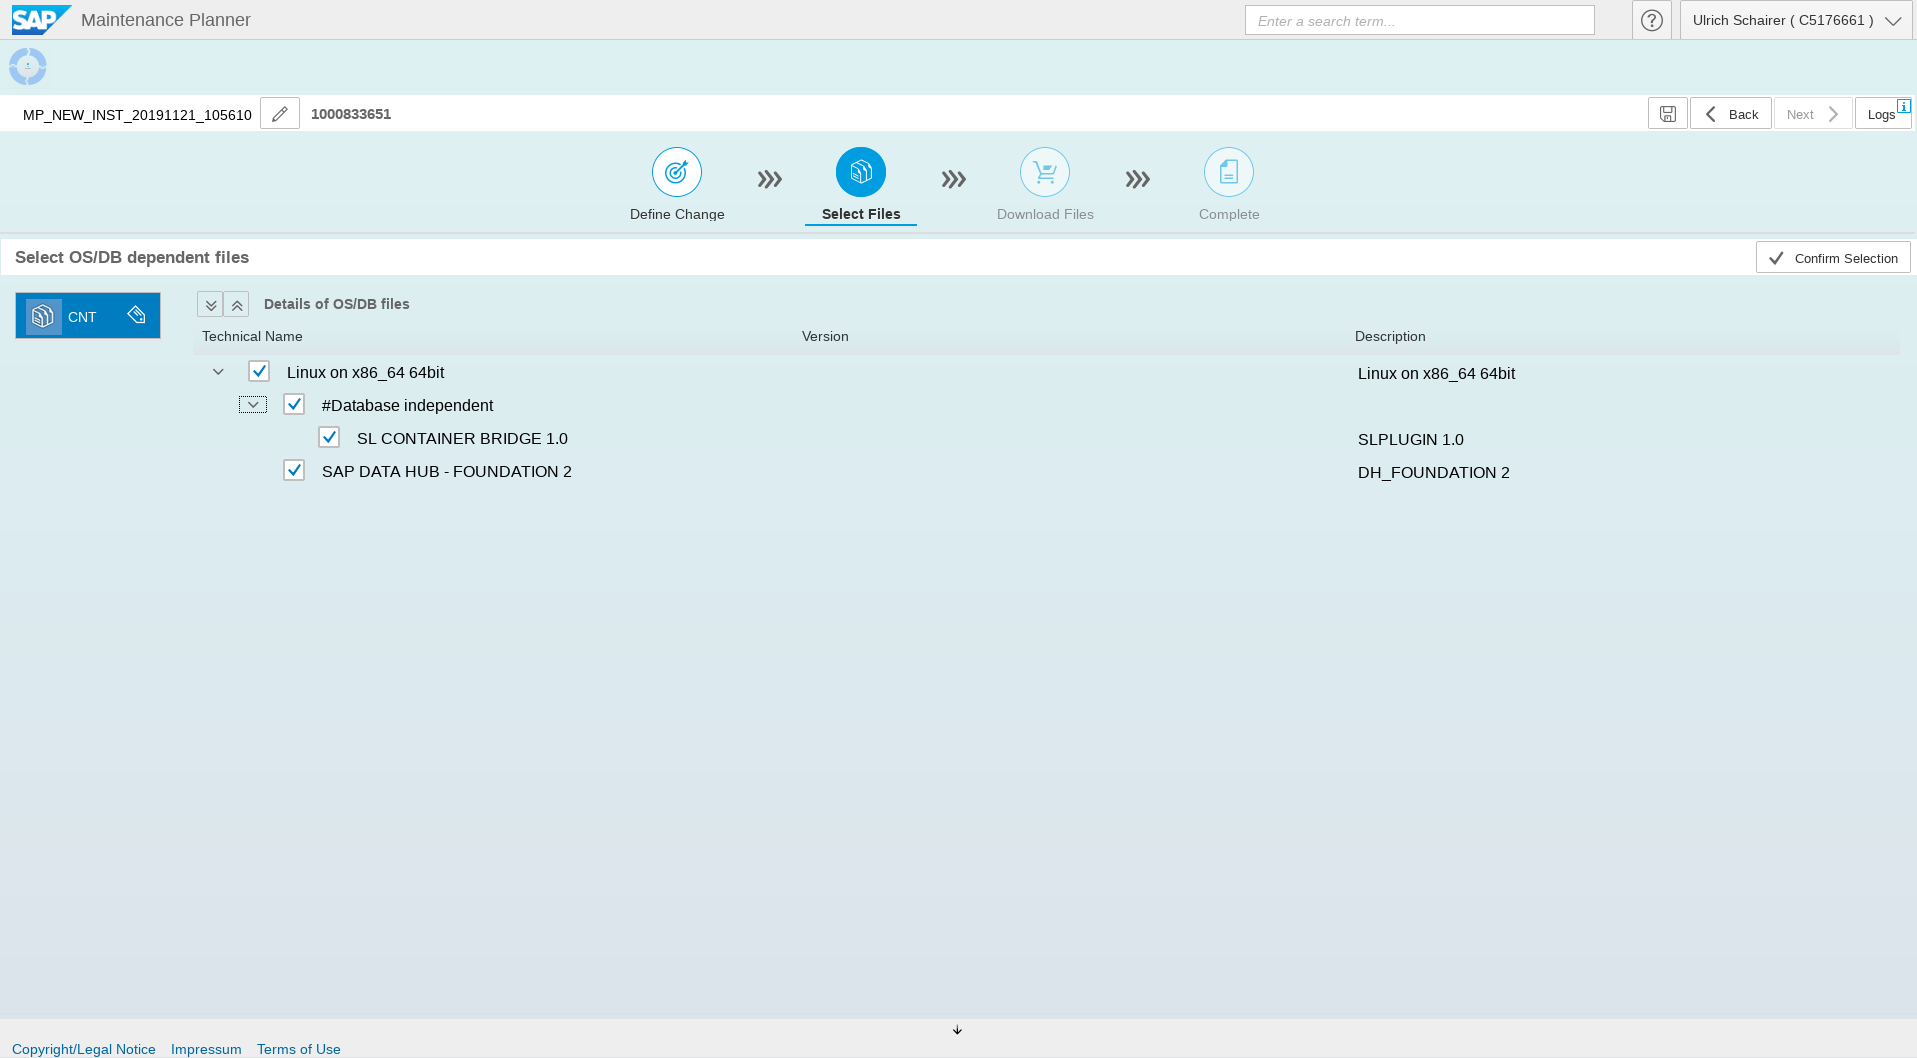 SAP Maintenance Planner Enter a search term... Ulrich Schairer ( C5176661 )
MP_NEW_INST_20191121_105610 1000833651 Back Next Logs
Define Change Select Files Download Files Complete
Select OS/DB dependent files Confirm Selection
CNT Details of OS/DB files
Technical Name Version Description
Linux on x86_64 64bit Linux on x86_64 64bit
#Database independent
SL CONTAINER BRIDGE 1.0 SLPLUGIN 1.0
SAP DATA HUB - FOUNDATION 2 DH_FOUNDATION 2
Copyright/Legal Notice Impressum Terms of Use